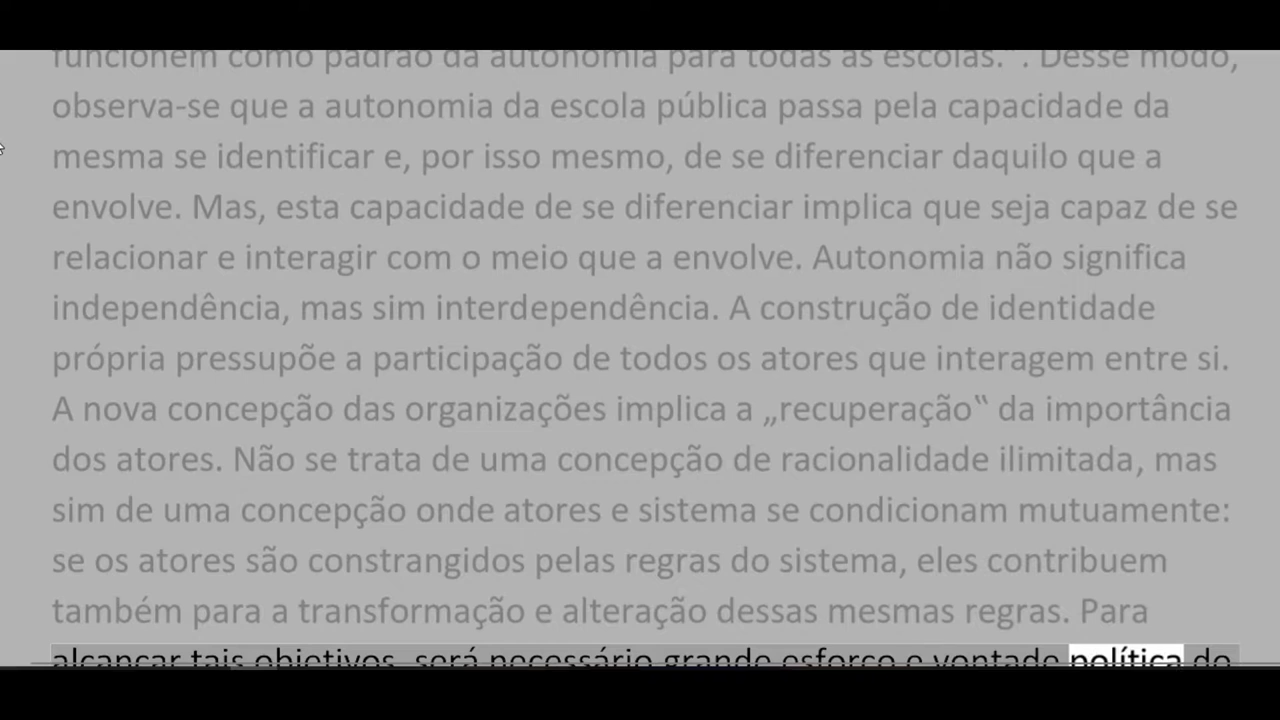 funcionem como padrão da autonomia para todas as escolas.". Desse modo,
observa-se que a autonomia da escola pública passa pela capacidade da
mesma se identificar e, por isso mesmo, de se diferenciar daquilo que a
envolve. Mas, esta capacidade de se diferenciar implica que seja capaz de se
relacionar e interagir com o meio que a envolve. Autonomia não significa
independência, mas sim interdependência. A construção de identidade
própria pressupõe a participação de todos os atores que interagem entre si.
A nova concepção das organizações implica a „recuperação‟ da importância
dos atores. Não se trata de uma concepção de racionalidade ilimitada, mas
sim de uma concepção onde atores e sistema se condicionam mutuamente:
se os atores são constrangidos pelas regras do sistema, eles contribuem
também para a transformação e alteração dessas mesmas regras. Para
alcançar tais objetivos, será necessário grande esforço e vontade política do